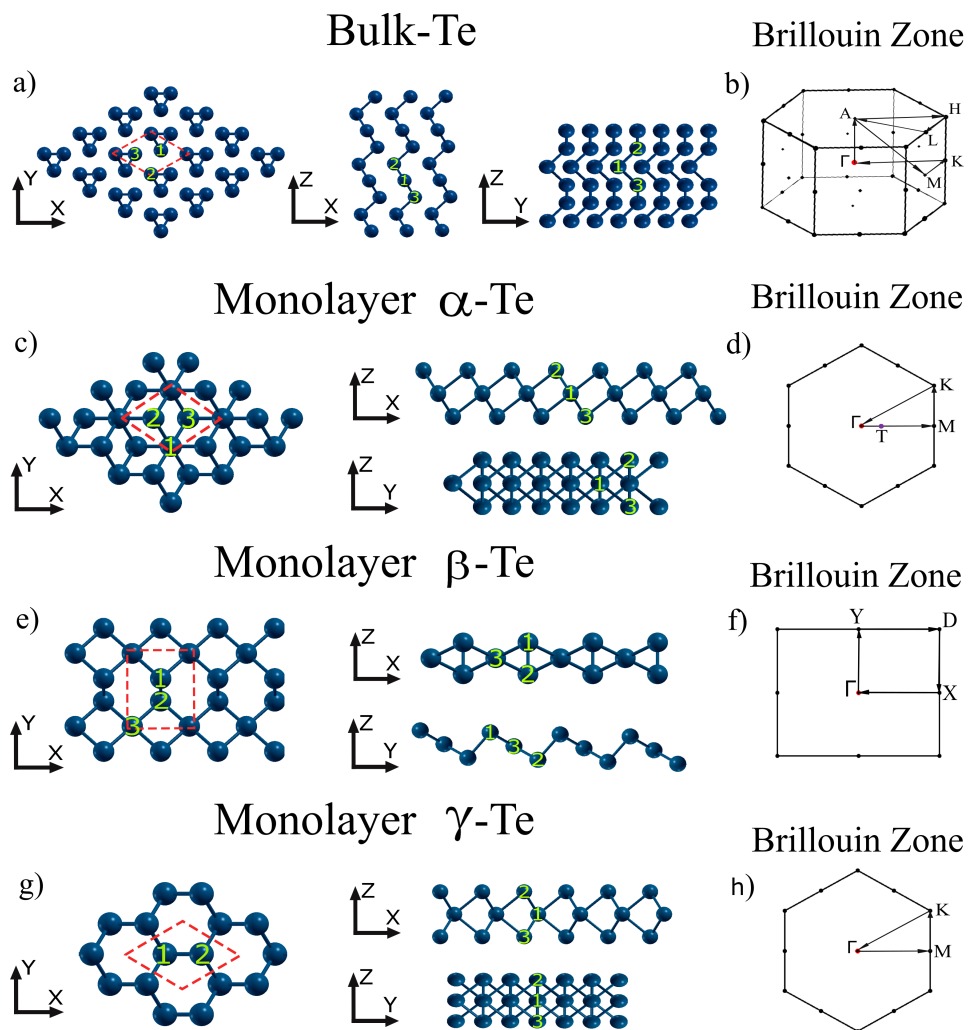 Bulk-Te
Brillouin Zone
a)
3 1
2
Y
X
2
1
3
Z
X
2
1
3
Z
Y
b)
A
H
L
Γ
K
M
Monolayer α-Te
Brillouin Zone
c)
2 3
1
Y
X
Z
X
2
1
3
Z
Y
2
1
3
d)
K
Γ
T
M
Monolayer β-Te
Brillouin Zone
e)
1
2
3
Y
X
Z
X
1
3
2
Z
Y
1
3
2
f)
Y
D
Γ
X
Monolayer γ-Te
Brillouin Zone
g)
1 2
Y
X
Z
X
2
1
3
Z
Y
2
1
3
h)
K
Γ
M